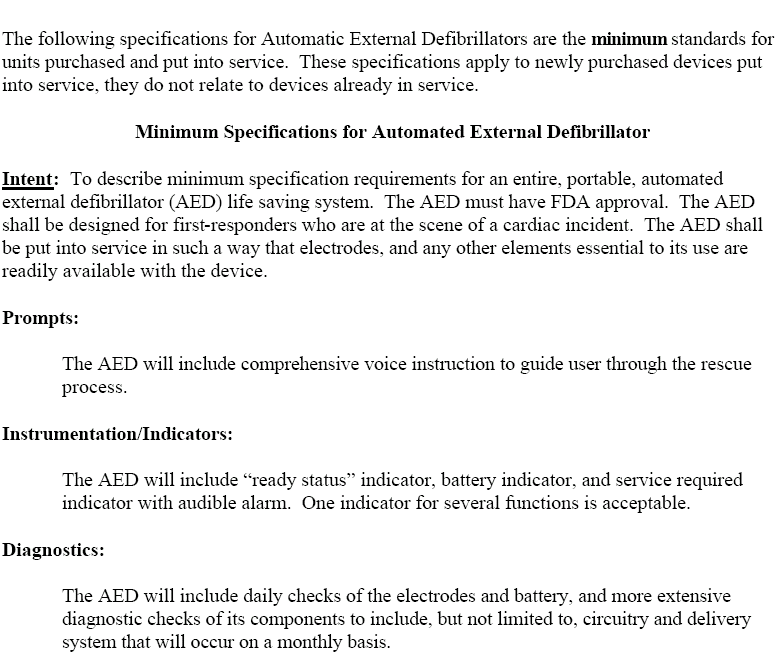 The following specifications for Automatic External Defibrillators are the minimum standards for
units purchased and put into service.  These specifications apply to newly purchased devices put
into service, they do not relate to devices already in service.
Minimum Specifications for Automated External Defibrillator
Intent:  To describe minimum specification requirements for an entire, portable, automated
external defibrillator (AED) life saving system.  The AED must have FDA approval.  The AED
shall be designed for first-responders who are at the scene of a cardiac incident.  The AED shall
be put into service in such a way that electrodes, and any other elements essential to its use are
readily available with the device.
Prompts:
The AED will include comprehensive voice instruction to guide user through the rescue
process.
Instrumentation/Indicators:
The AED will include “ready status” indicator, battery indicator, and service required
indicator with audible alarm.  One indicator for several functions is acceptable.
Diagnostics:
The AED will include daily checks of the electrodes and battery, and more extensive
diagnostic checks of its components to include, but not limited to, circuitry and delivery
system that will occur on a monthly basis.